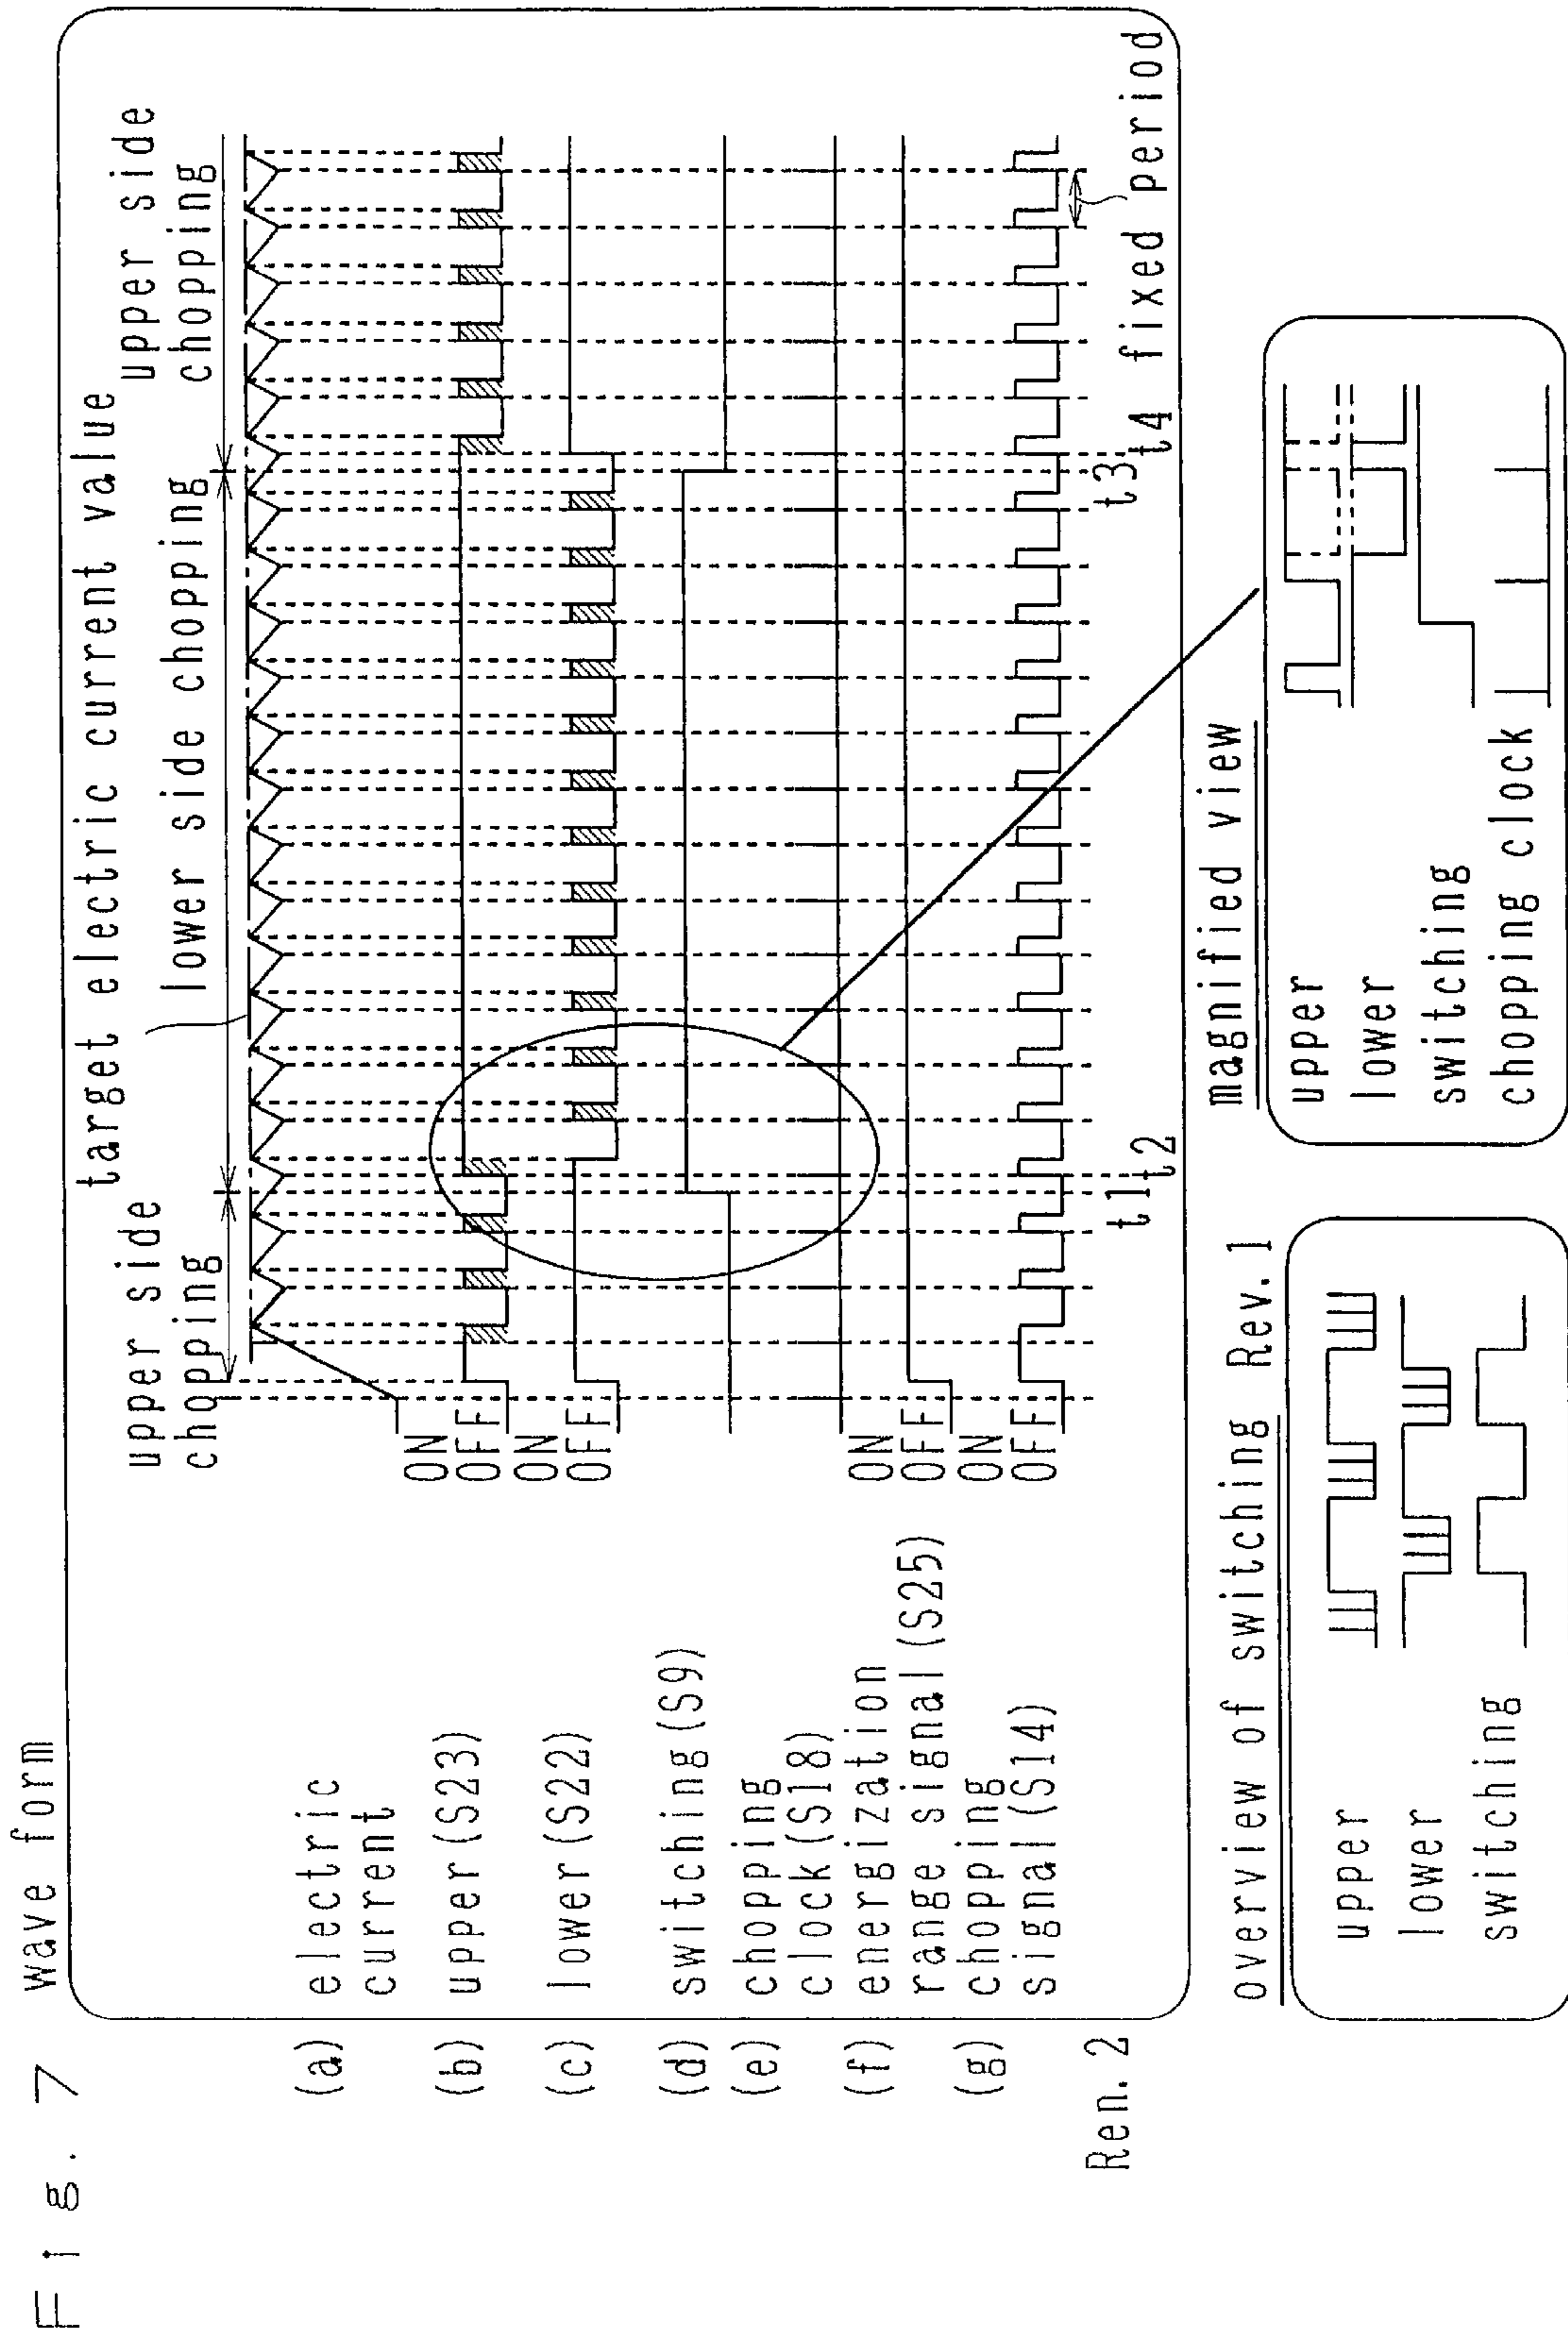 Fig. 7
wave form
target electric current value
upper side
chopping
lower side chopping
upper side
chopping
(a) electric
current
(b) upper (S23)
ON
OFF
(c) lower (S22)
ON
OFF
(d) switching (S9)
(e) chopping
clock (S18)
(f) energization
range signal (S25)
ON
OFF
(g) chopping
signal (S14)
ON
OFF
t1 t2
t3 t4
fixed period
Ren. 2
overview of switching Rev. 1
upper
lower
switching
magnified view
upper
lower
switching
chopping clock